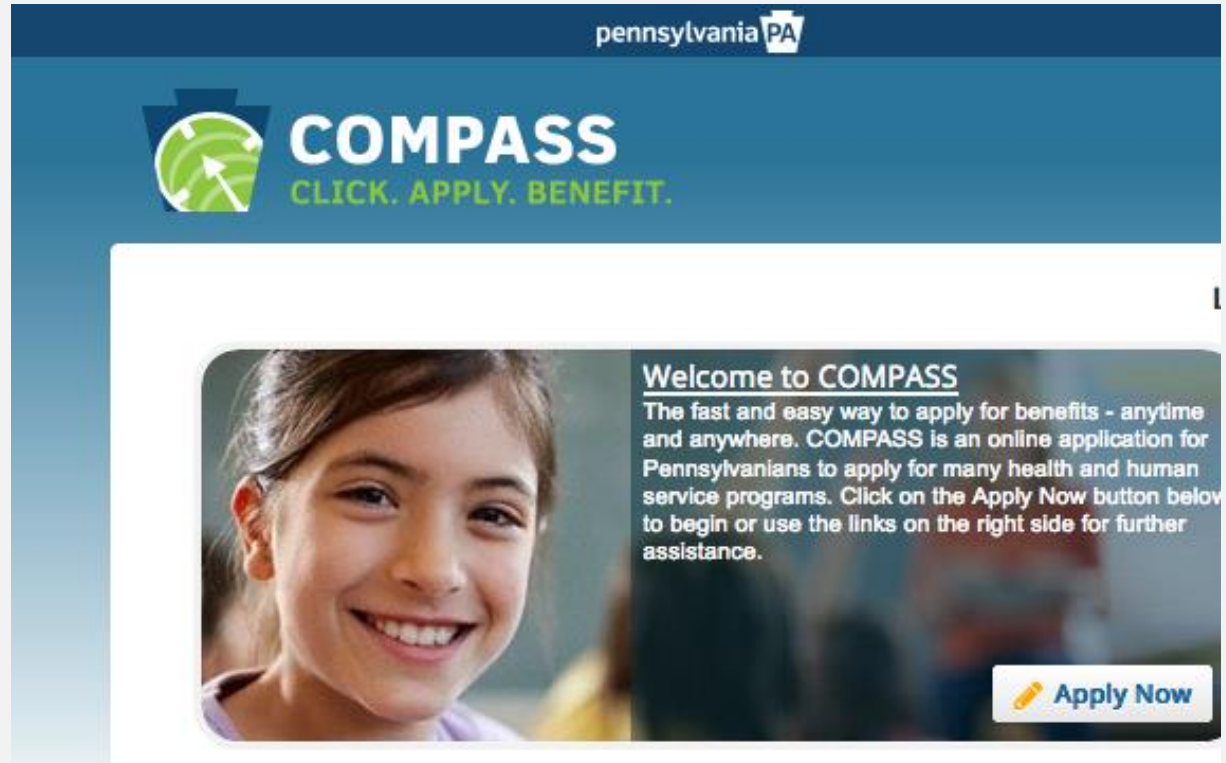 pennsylvania PA
COMPASS
CLICK. APPLY. BENEFIT.
Welcome to COMPASS
The fast and easy way to apply for benefits - anytime
and anywhere. COMPASS is an online application for
Pennsylvanians to apply for many health and human
service programs. Click on the Apply Now button below
to begin or use the links on the right side for further
assistance.
Apply Now